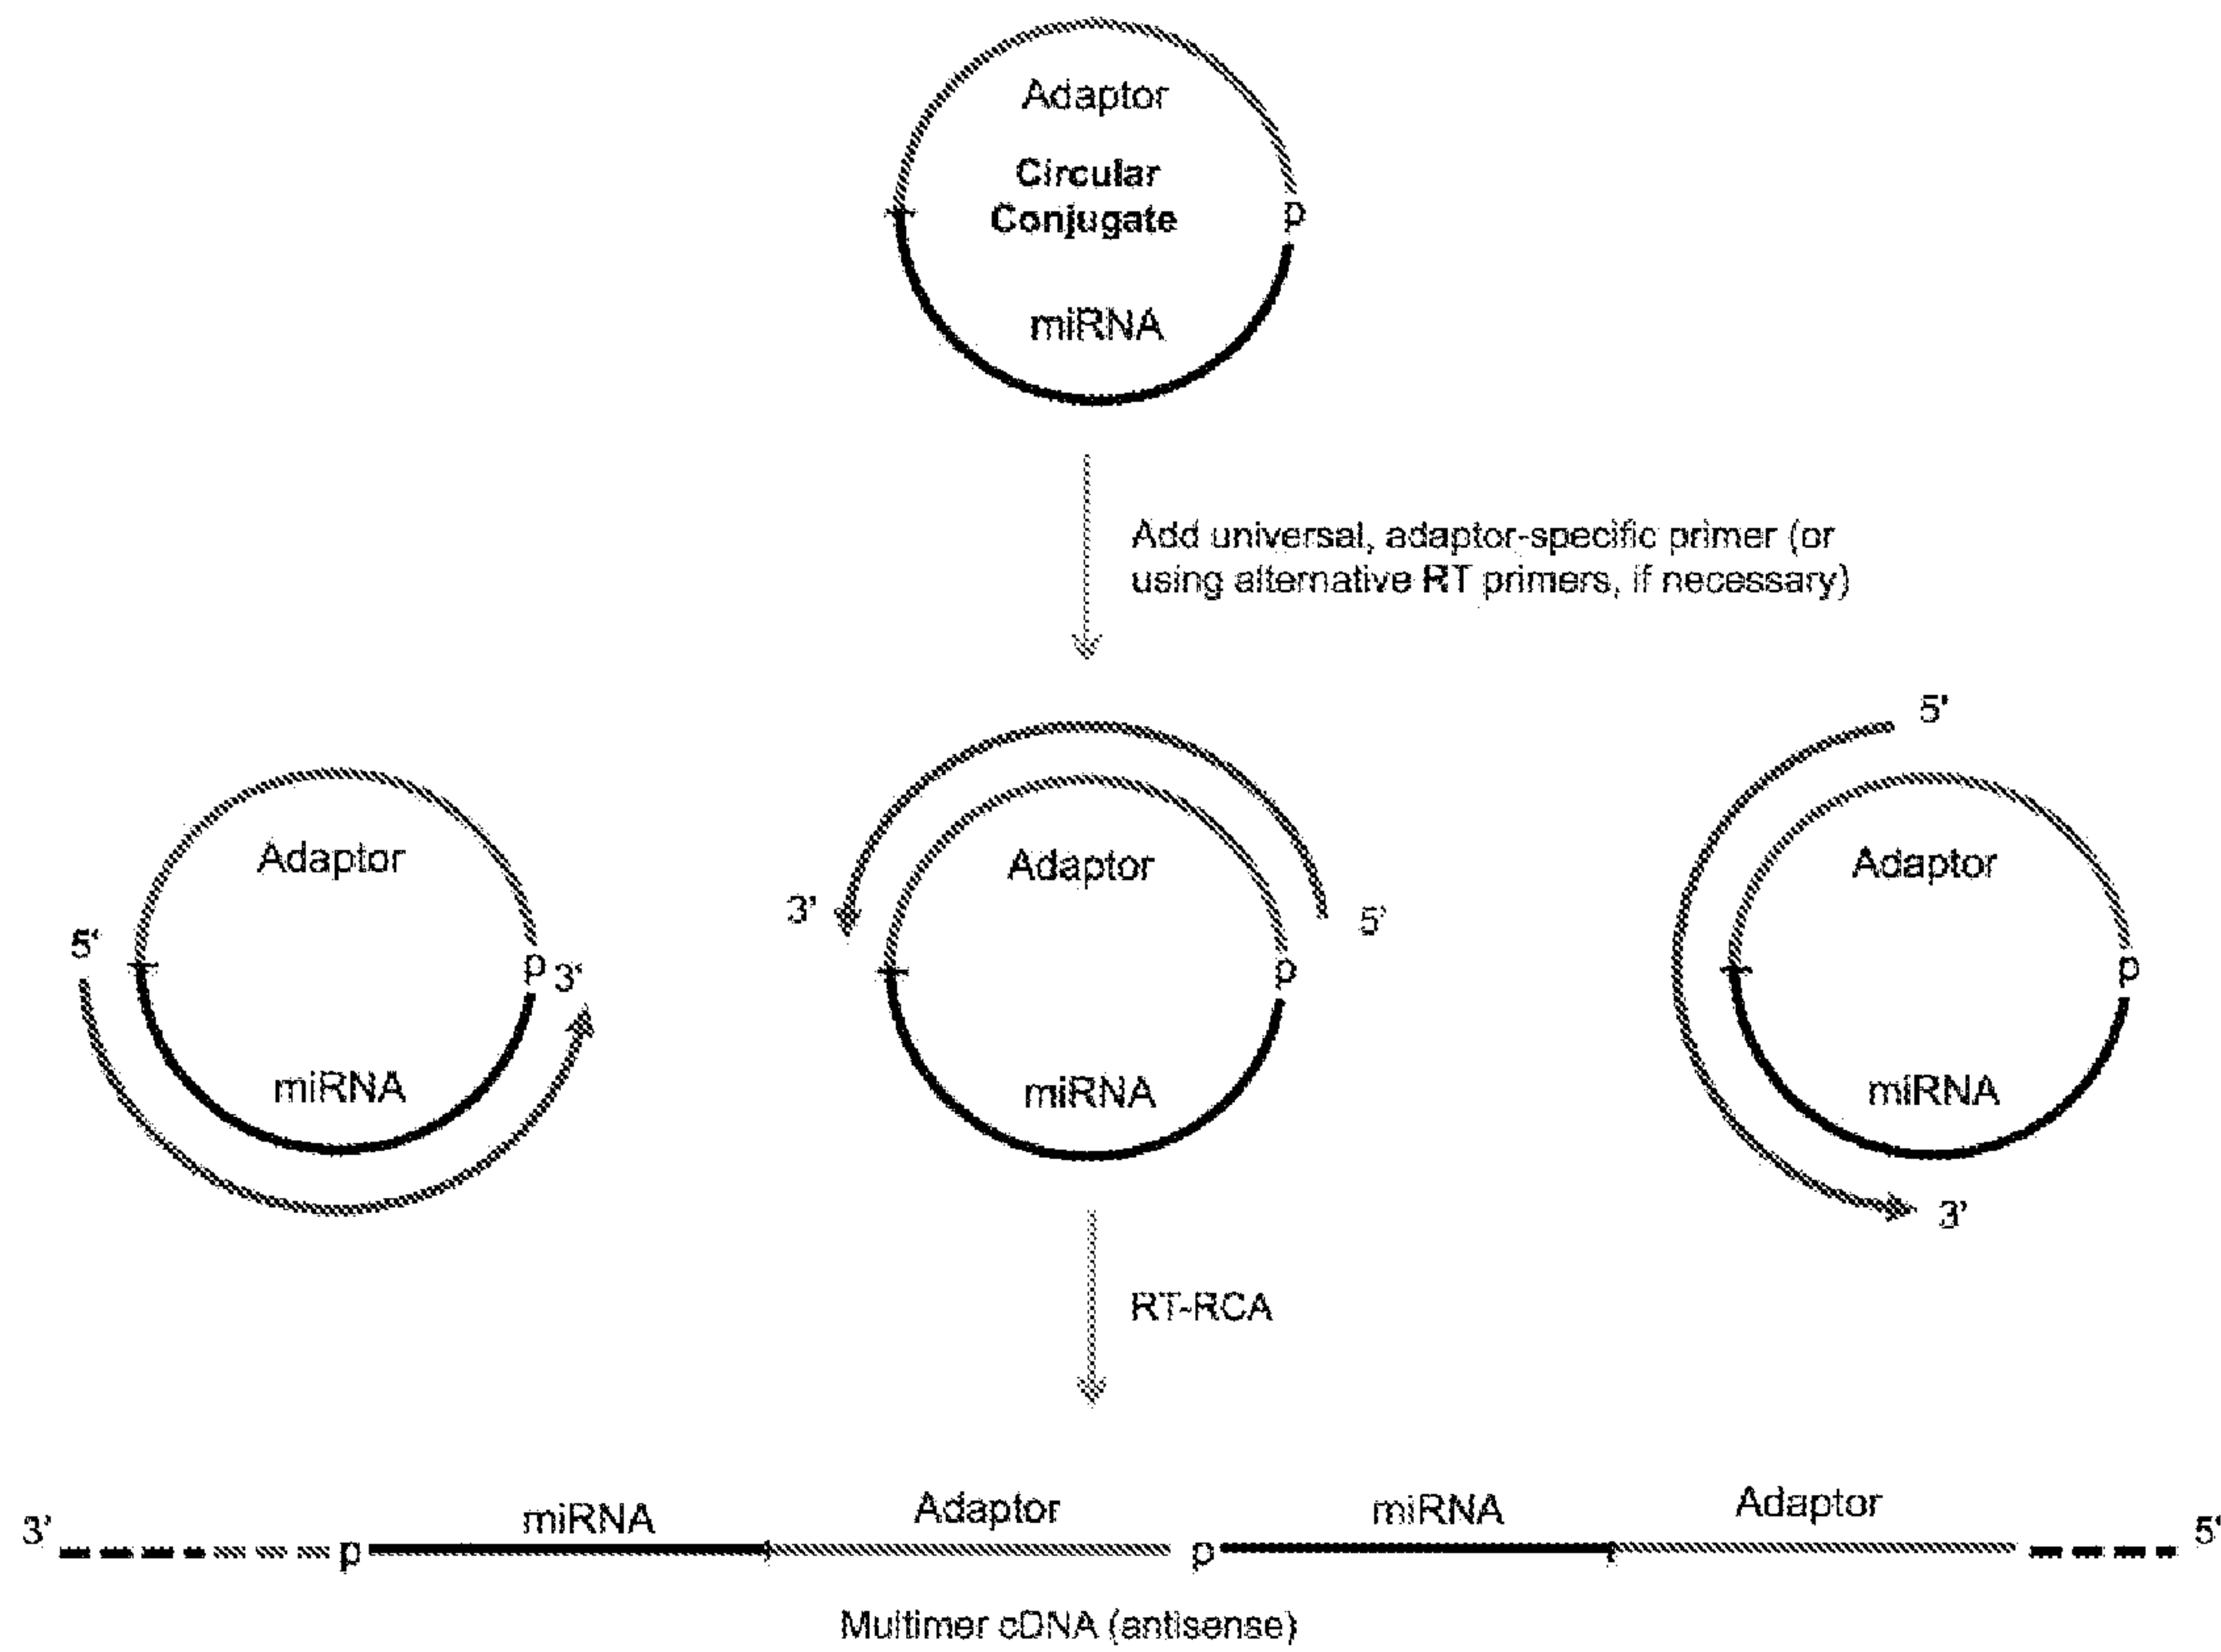 Adaptor
Circular
Conjugate
p
miRNA
Add universal, adaptor-specific primer (or
using alternative RT primers, if necessary)
5'
Adaptor
5'
p
3'
miRNA
Adaptor
3'
5'
p
miRNA
Adaptor
p
miRNA
3'
RT-RCA
3'
p
miRNA
Adaptor
p
miRNA
Adaptor
5'
Multimer cDNA (antisense)